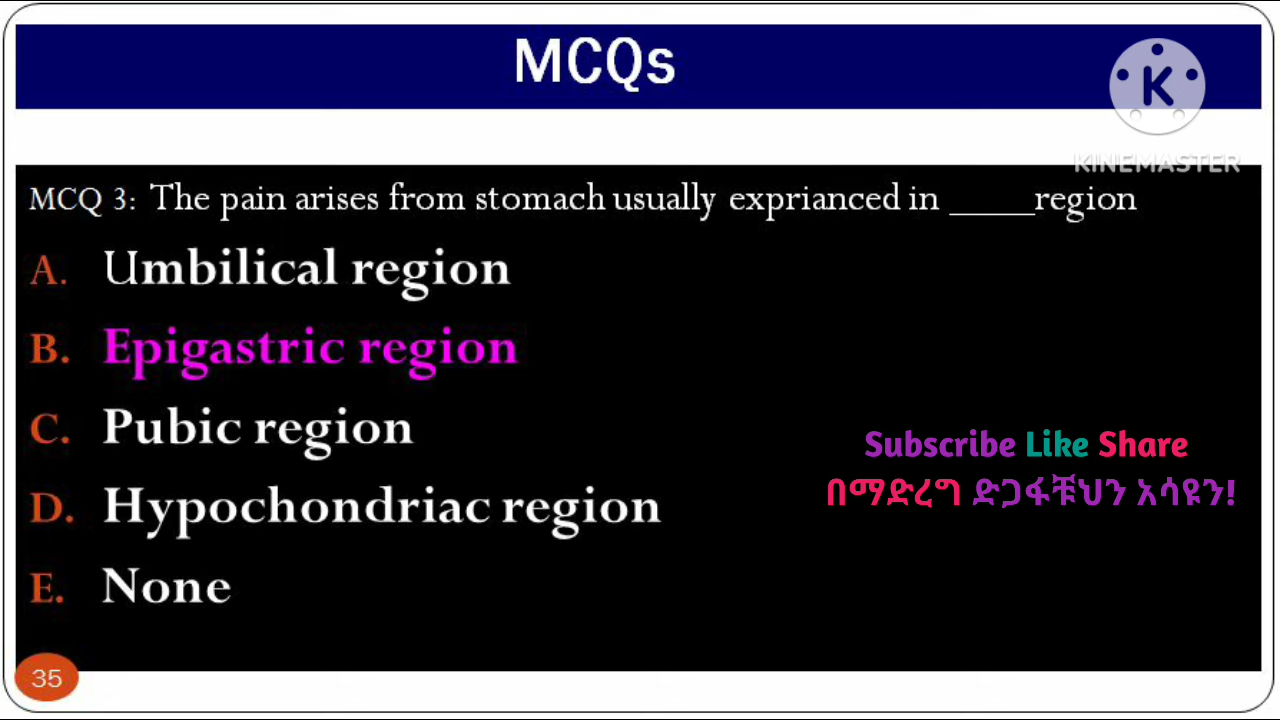 MCQs
K
KINEMASTER
MCQ 3: The pain arises from stomach usually exprianced in _____region
A. Umbilical region
B. Epigastric region
C. Pubic region
D. Hypochondriac region
E. None
Subscribe Like Share
በማድረግ ድጋፋቹህን አሳዩን!
35